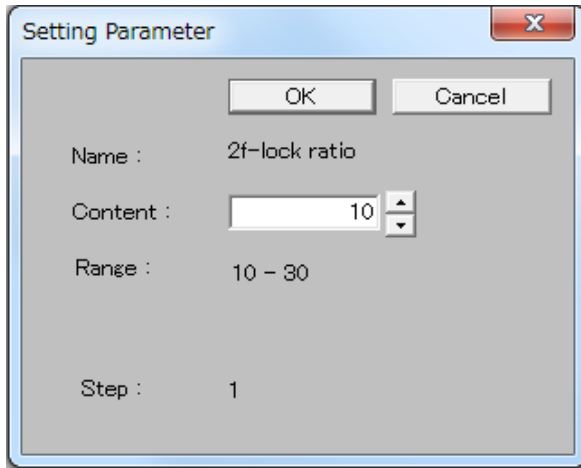 Setting Parameter
OK Cancel
Name : 2f-lock ratio
Content : 10
Range : 10 - 30
Step : 1